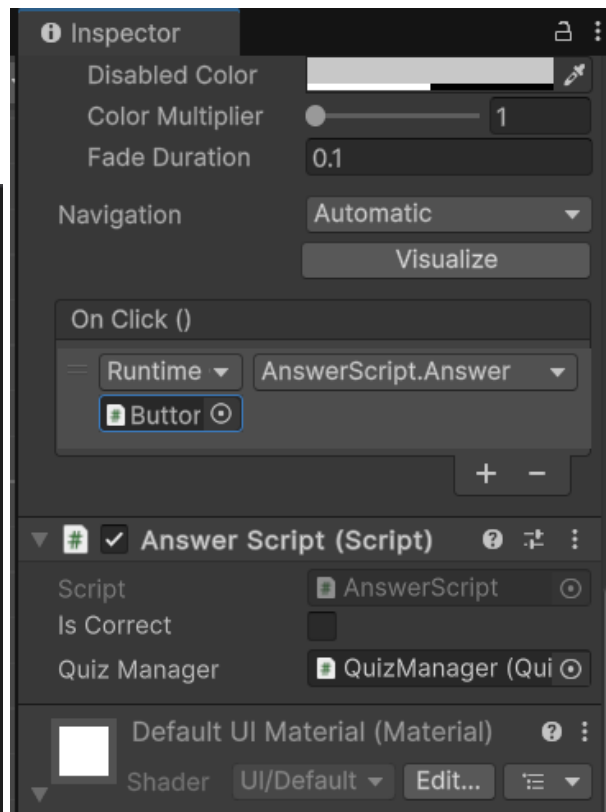 Inspector
Disabled Color
Color Multiplier 1
Fade Duration 0.1
Navigation Automatic
Visualize
On Click ()
Runtime AnswerScript.Answer
Buttor
+ -
# Answer Script (Script)
Script AnswerScript
Is Correct
Quiz Manager QuizManager (Qui
Default UI Material (Material)
Shader UI/Default Edit...